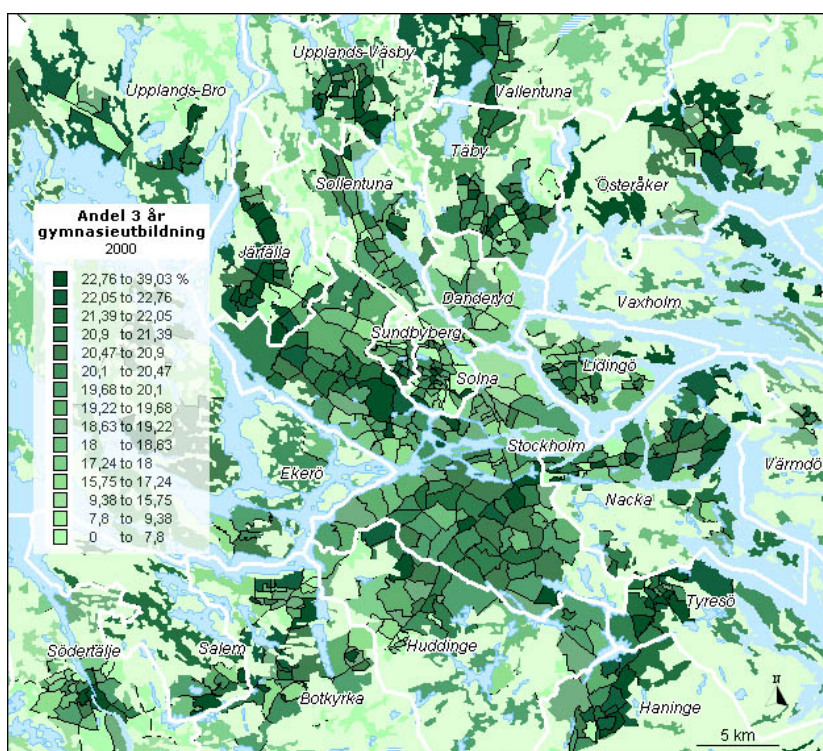 Upplands-Väsby
Upplands-Bro
Vallentuna
Täby
Sollentuna
Österåker
Andel 3 år
gymnasieutbildning
2000
22,76 to 39,03 %
22,05 to 22,76
21,39 to 22,05
20,9 to 21,39
20,47 to 20,9
20,1 to 20,47
19,68 to 20,1
19,22 to 19,68
18,63 to 19,22
18 to 18,63
17,24 to 18
15,75 to 17,24
9,38 to 15,75
7,8 to 9,38
0 to 7,8
Järfälla
Danderyd
Vaxholm
Sundbyberg
Solna
Lidingö
Stockholm
Ekerö
Värmdö
Nacka
Tyresö
Södertälje
Salem
Huddinge
Botkyrka
Haninge
N
5 km